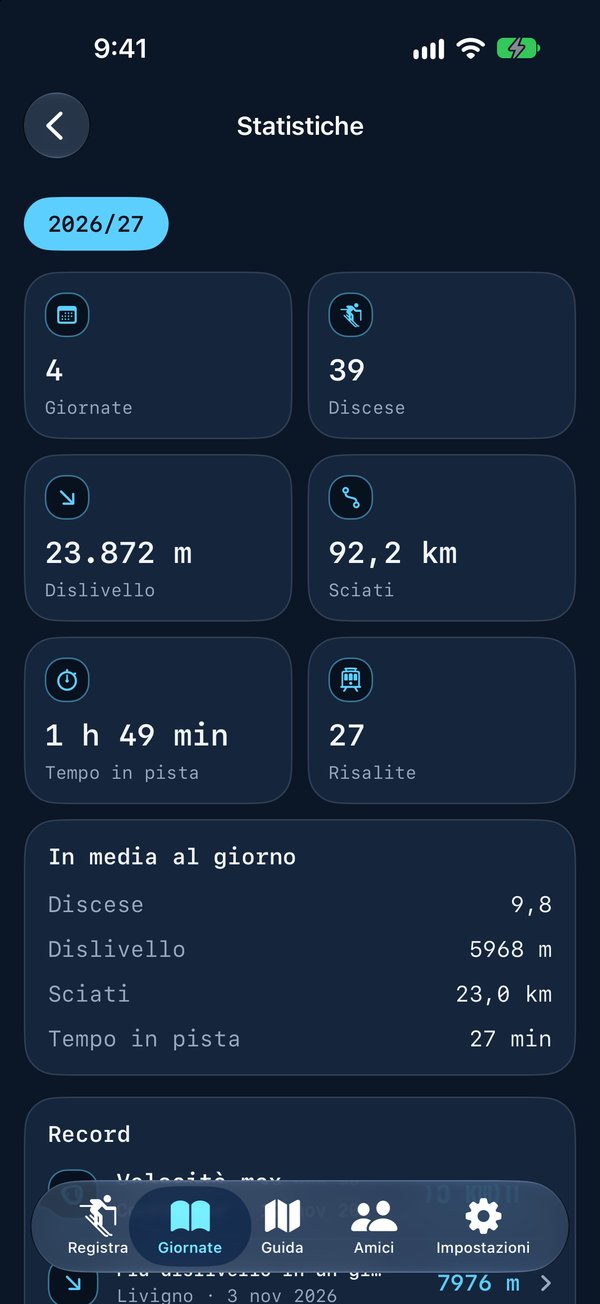 9:41
Statistiche
2026/27
4
Giornate
39
Discese
23.872 m
Dislivello
92,2 km
Sciati
1 h 49 min
Tempo in pista
27
Risalite
In media al giorno
Discese 9,8
Dislivello 5968 m
Sciati 23,0 km
Tempo in pista 27 min
Record
Velocità max
7976 m
Livigno · 3 nov 2026
Registra
Giornate
Guida
Amici
Impostazioni